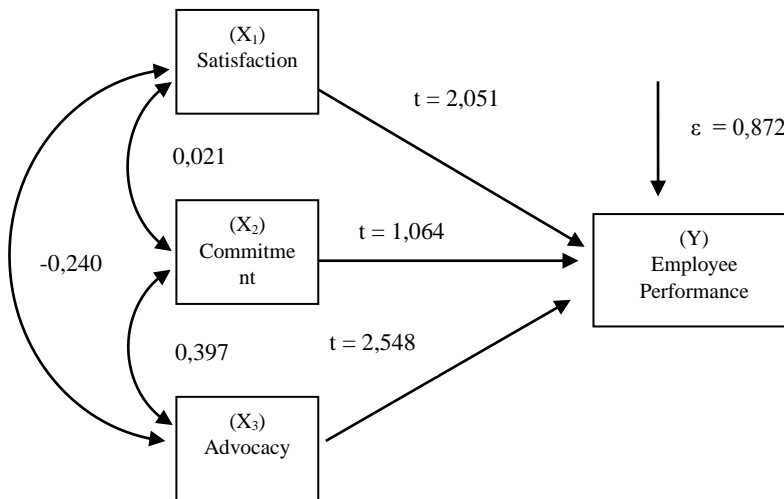 (X₁)
Satisfaction
t = 2,051
ε = 0,872
0,021
(X₂)
Commitme
nt
t = 1,064
(Y)
Employee
Performance
-0,240
0,397
t = 2,548
(X₃)
Advocacy